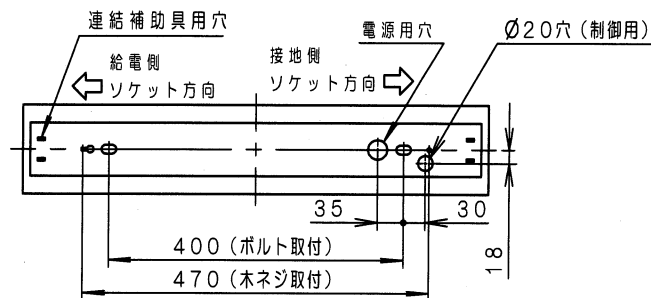 連結補助具用穴
電源用穴
Ø20穴(制御用)
給電側
ソケット方向
接地側
ソケット方向
35
30
18
400(ボルト取付)
470(木ネジ取付)